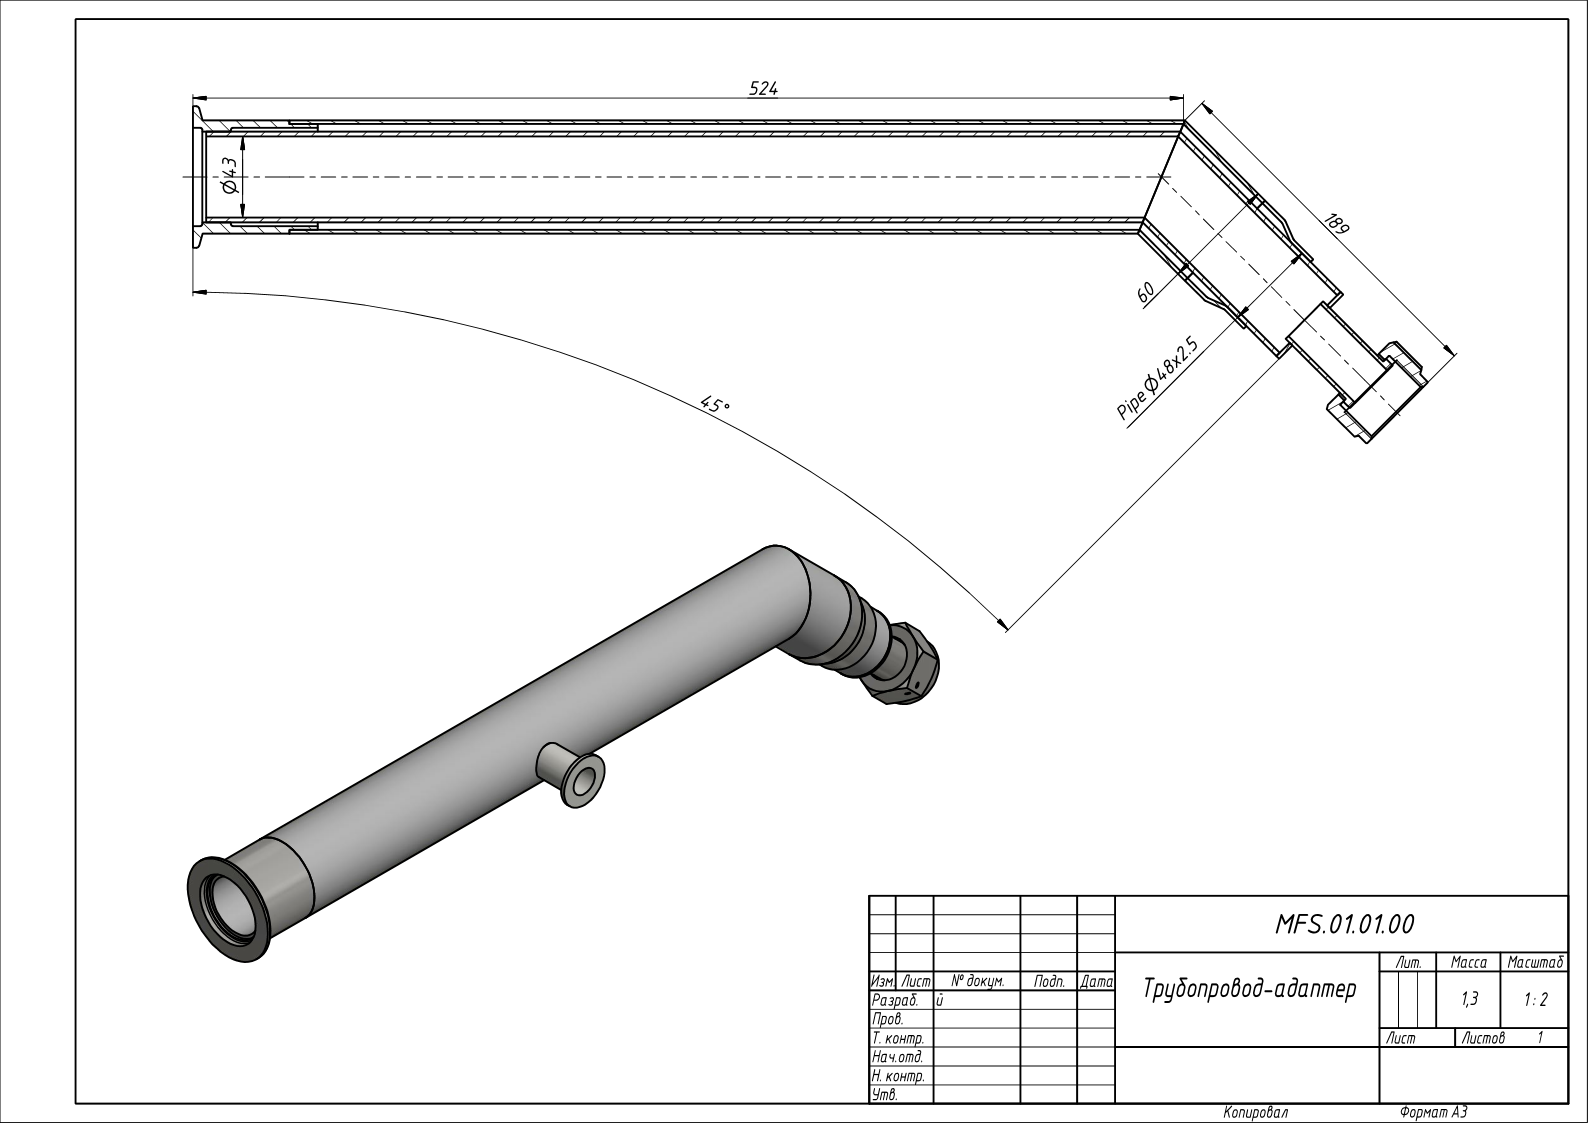 524
Ø43
189
60
Pipe Ø48x2.5
45°
MFS.01.01.00
Лит. Масса Масштаб
Изм. Лист № докум. Подп. Дата
Трубопровод-адаптер
1,3 1:2
Разраб. й
Пров.
Т. контр.
Лист Листов 1
Нач.отд.
Н. контр.
Утв.
Копировал Формат А3